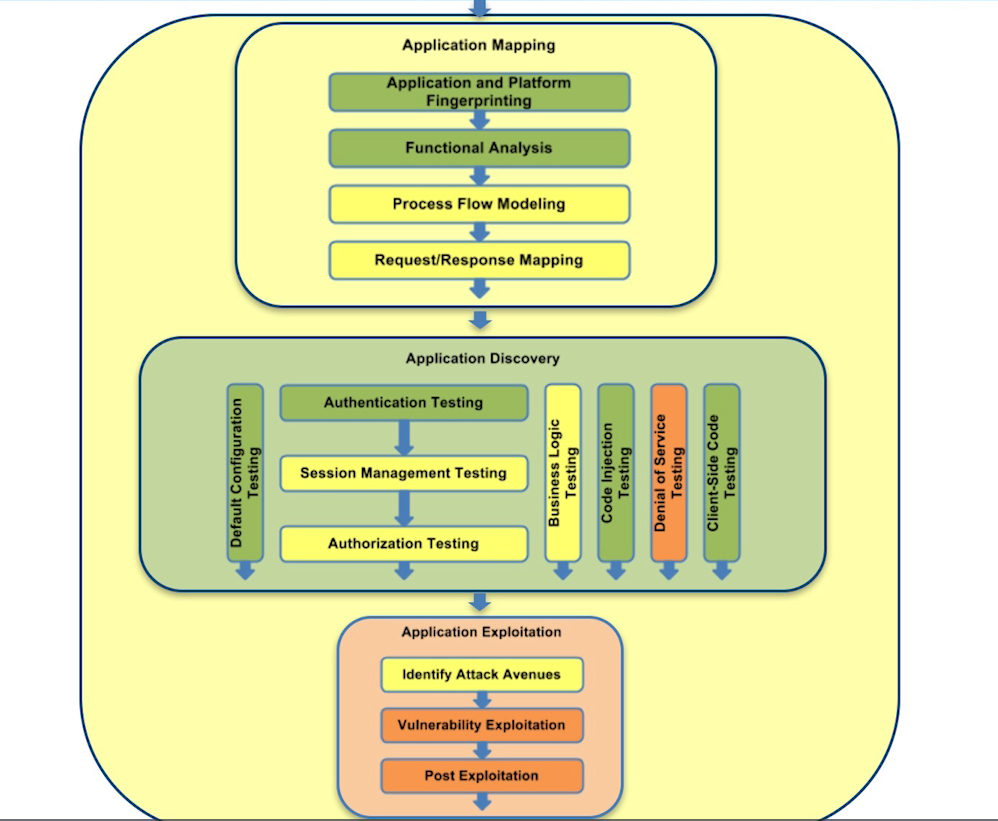 Application Mapping
Application and Platform
Fingerprinting
Functional Analysis
Process Flow Modeling
Request/Response Mapping
Application Discovery
Default Configuration
Testing
Authentication Testing
Session Management Testing
Authorization Testing
Business Logic
Testing
Code Injection
Testing
Denial of Service
Testing
Client-Side Code
Testing
Application Exploitation
Identify Attack Avenues
Vulnerability Exploitation
Post Exploitation